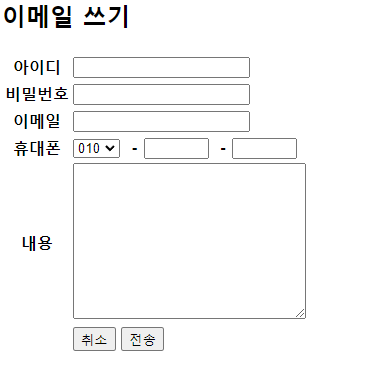 이메일 쓰기
아이디
비밀번호
이메일
휴대폰 010 - -
내용
취소 전송